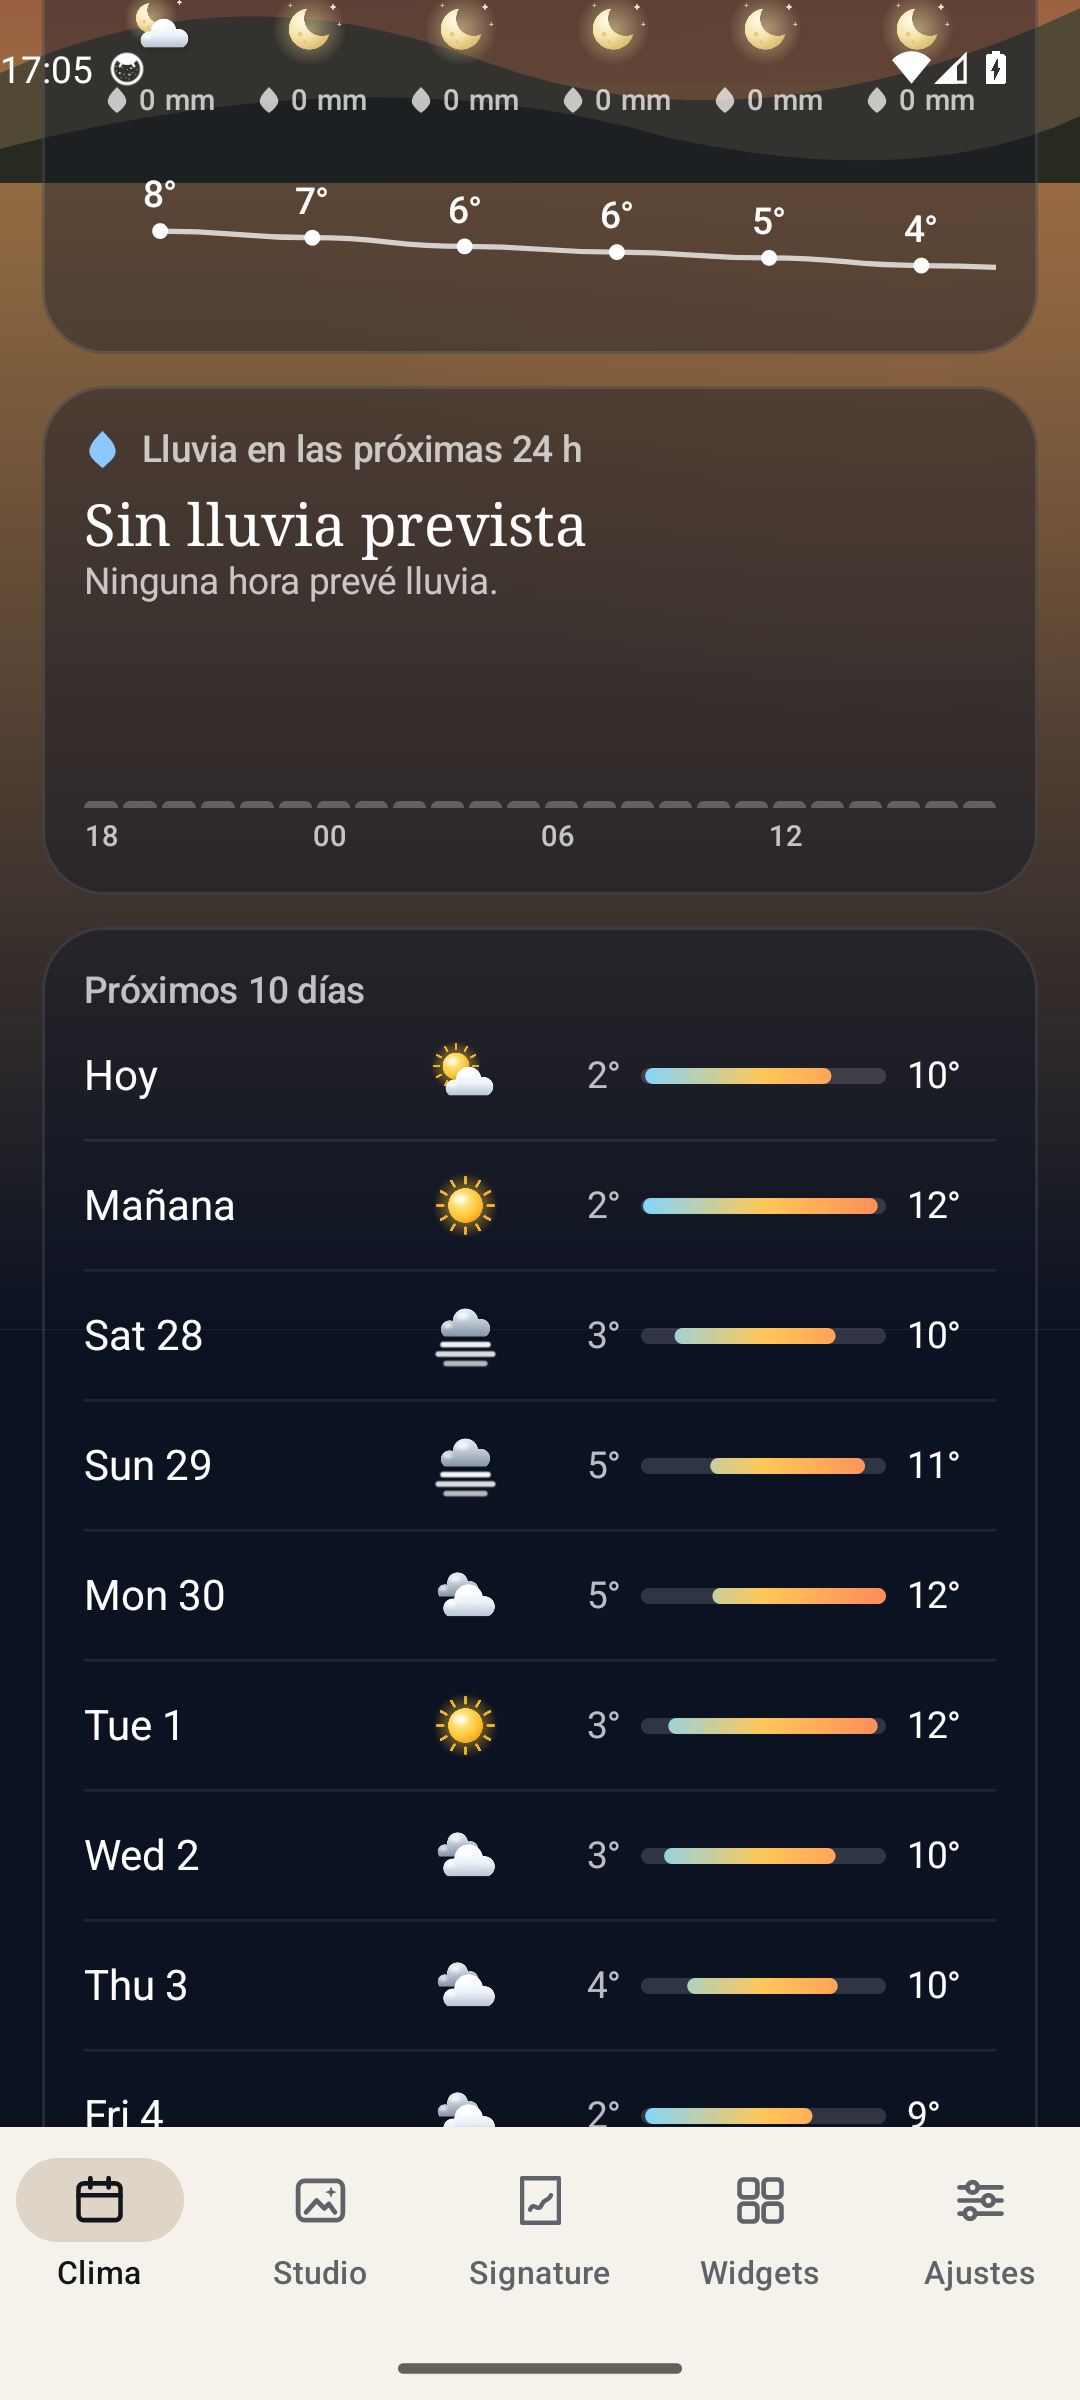 17:05
0 mm 0 mm 0 mm 0 mm 0 mm 0 mm
8° 7° 6° 6° 5° 4°
Lluvia en las próximas 24 h
Sin lluvia prevista
Ninguna hora prevé lluvia.
18 00 06 12
Próximos 10 días
Hoy 2° 10°
Mañana 2° 12°
Sat 28 3° 10°
Sun 29 5° 11°
Mon 30 5° 12°
Tue 1 3° 12°
Wed 2 3° 10°
Thu 3 4° 10°
Fri 4 2° 9°
Clima Studio Signature Widgets Ajustes